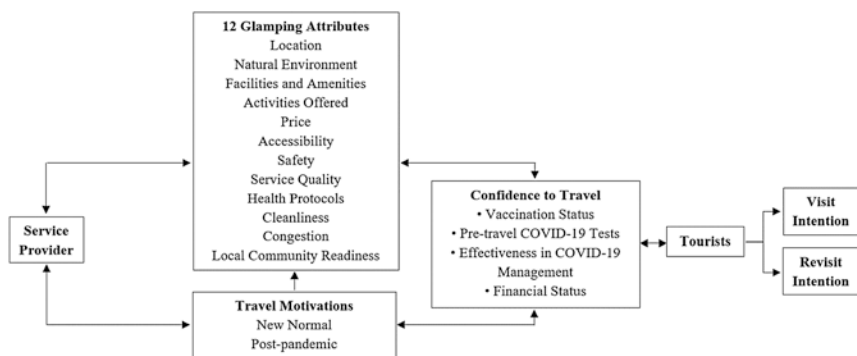 12 Glamping Attributes
Location
Natural Environment
Facilities and Amenities
Activities Offered
Price
Accessibility
Safety
Service Quality
Health Protocols
Cleanliness
Congestion
Local Community Readiness
Service
Provider
Travel Motivations
New Normal
Post-pandemic
Confidence to Travel
• Vaccination Status
• Pre-travel COVID-19 Tests
• Effectiveness in COVID-19
Management
• Financial Status
Tourists
Visit
Intention
Revisit
Intention